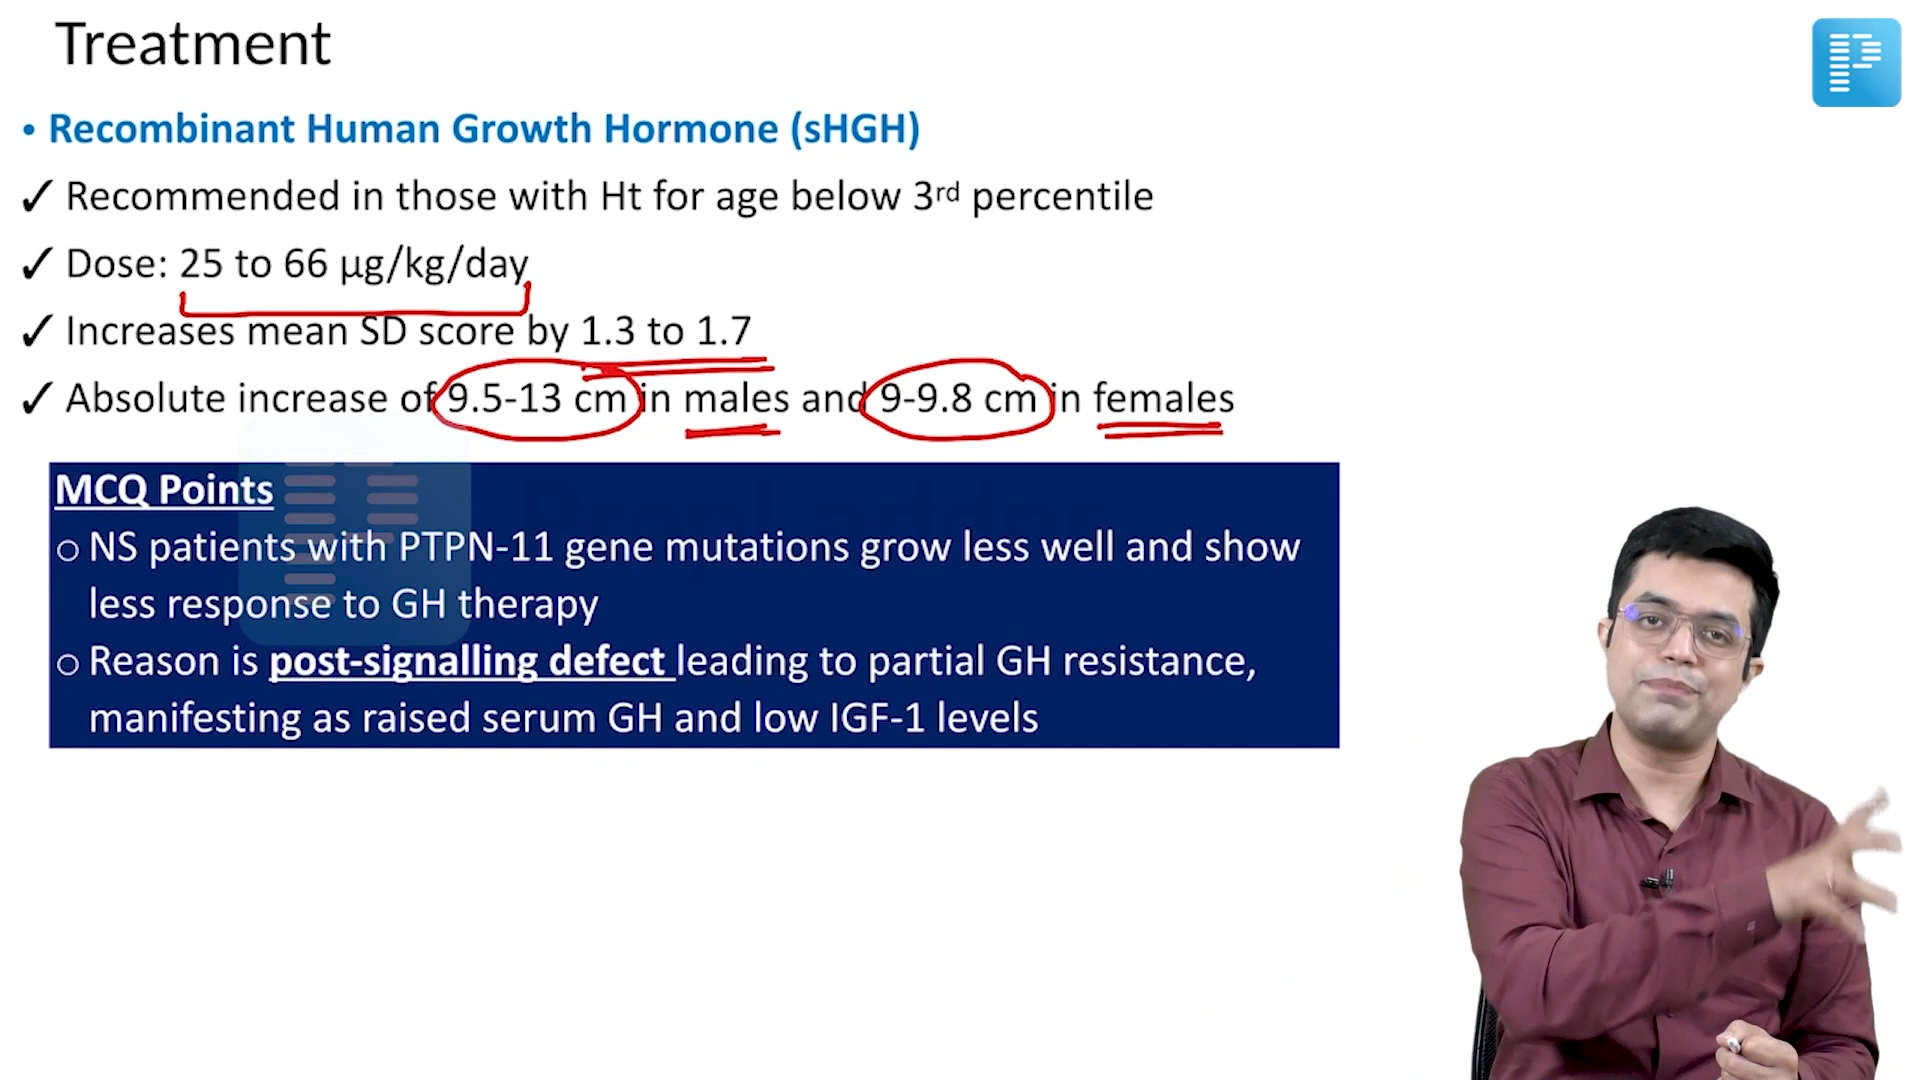 Treatment
• Recombinant Human Growth Hormone (sHGH)
✓ Recommended in those with Ht for age below 3rd percentile
✓ Dose: 25 to 66 µg/kg/day
✓ Increases mean SD score by 1.3 to 1.7
✓ Absolute increase of 9.5-13 cm in males and 9-9.8 cm in females
MCQ Points
o NS patients with PTPN-11 gene mutations grow less well and show
less response to GH therapy
o Reason is post-signalling defect leading to partial GH resistance,
manifesting as raised serum GH and low IGF-1 levels